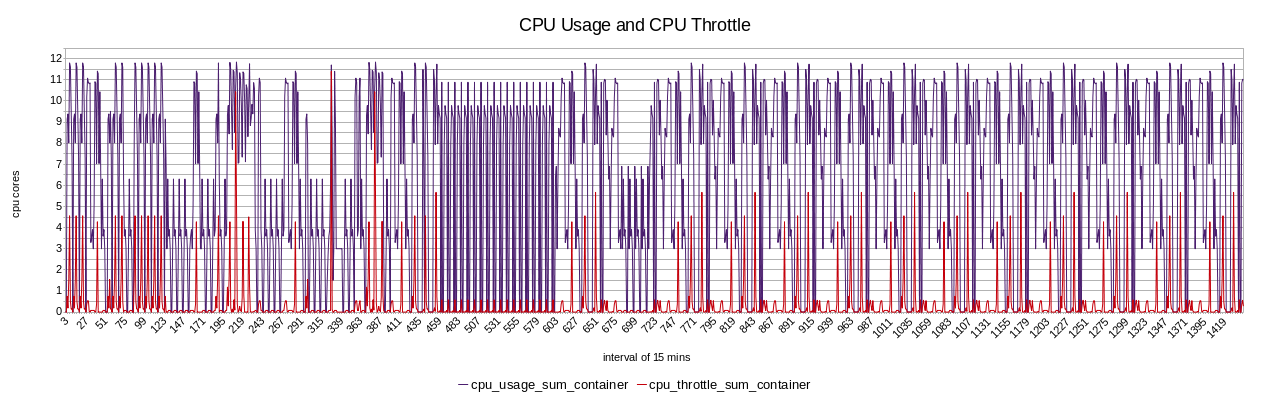 CPU Usage and CPU Throttle
12
11
10
9
8
7
6
5
4
3
2
1
0
cpu cores
3 27 51 75 99 123 147 171 195 219 243 267 291 315 339 363 387 411 435 459 483 507 531 555 579 603 627 651 675 699 723 747 771 795 819 843 867 891 915 939 963 987 1011 1035 1059 1083 1107 1131 1155 1179 1203 1227 1251 1275 1299 1323 1347 1371 1395 1419
interval of 15 mins
cpu_usage_sum_container cpu_throttle_sum_container